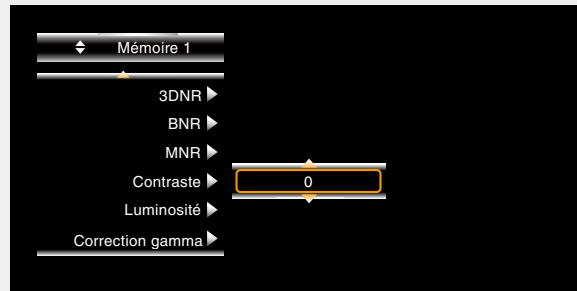 Mémoire 1
3DNR
BNR
MNR
Contraste
0
Luminosité
Correction gamma